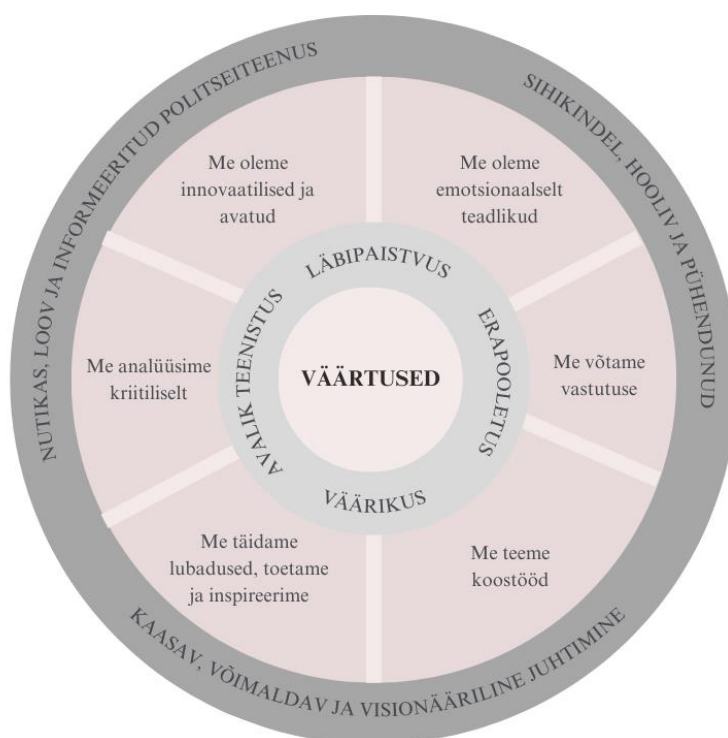 NUTIKAS, LOOV JA INFORMEERITUD POLITSEITEENUS
SIHIKINDEL, HOOLIV JA PÜHENDUNUD
Me oleme
innovaatilised ja
avatud
Me oleme
emotsionaalselt
teadlikud
LÄBIPAISTVUS
AVALIK TEENISTUS
ERAPOOLETUS
Me analüüsime
kriitiliselt
VÄÄRTUSED
Me võtame
vastutuse
VÄÄRIKUS
Me täidame
lubadused, toetame
ja inspireerime
Me teeme
koostööd
KAASAV, VÕIMALDAV JA VISIONÄÄRILINE JUHTIMINE